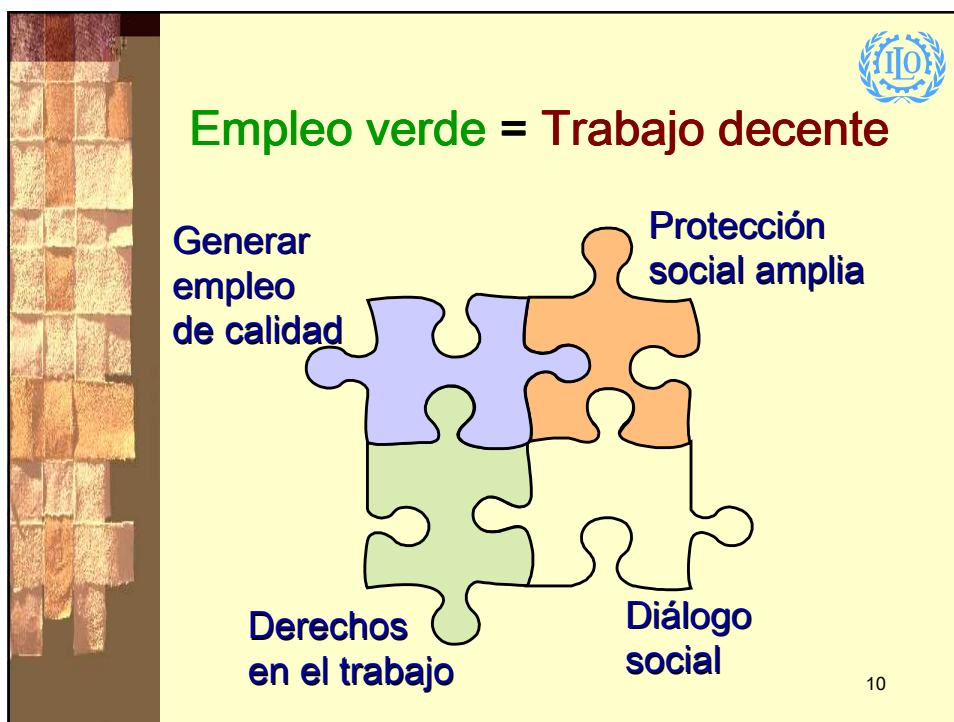 ILO
Empleo verde = Trabajo decente
Generar
empleo
de calidad
Protección
social amplia
Derechos
en el trabajo
Diálogo
social
10